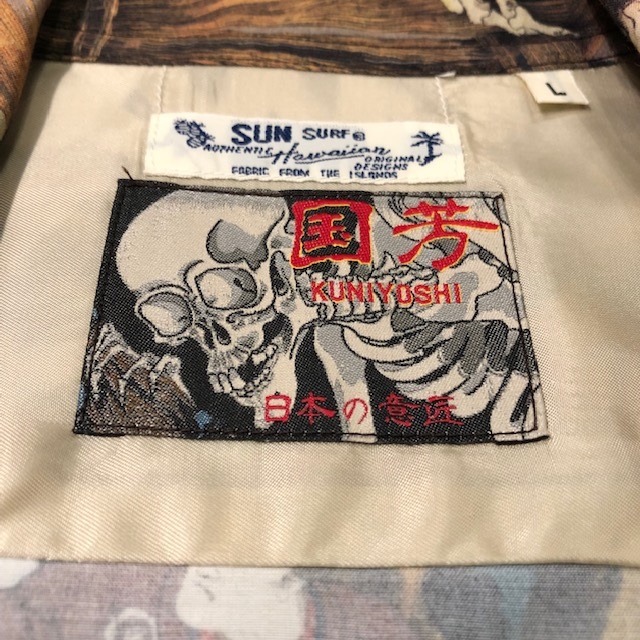 L
SUN SURF®
AUTHENTIC Hawaiian ORIGINAL DESIGNS
FABRIC FROM THE ISLANDS
国芳
KUNIYOSHI
日本の意匠